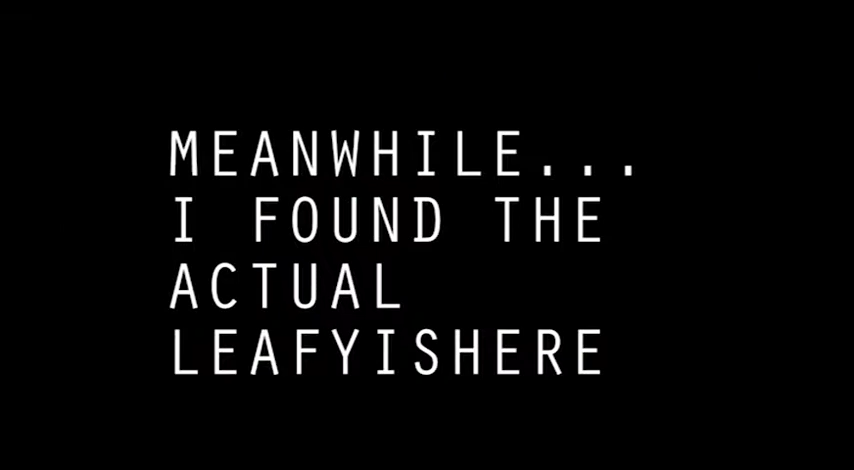 MEANWHILE...
I FOUND THE
ACTUAL
LEAFYISHERE